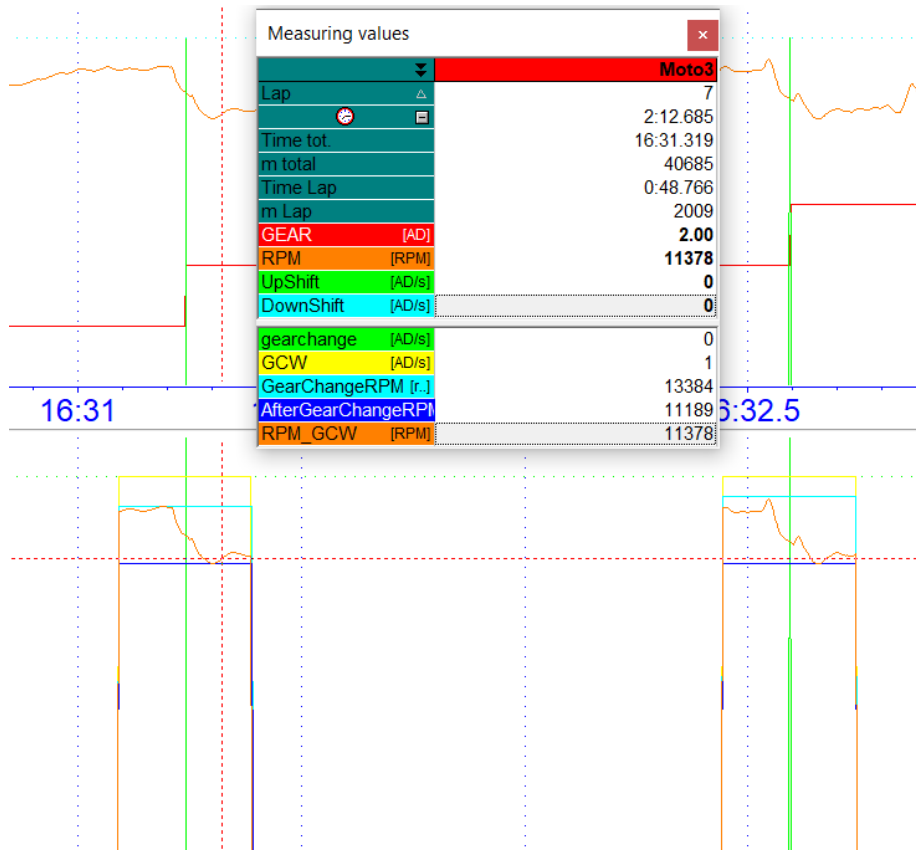 Measuring values
Moto3
Lap 7
2:12.685
Time tot. 16:31.319
m total 40685
Time Lap 0:48.766
m Lap 2009
GEAR [AD] 2.00
RPM [RPM] 11378
UpShift [AD/s] 0
DownShift [AD/s] 0
gearchange [AD/s] 0
GCW [AD/s] 1
GearChangeRPM [r..] 13384
AfterGearChangeRPM 11189
RPM_GCW [RPM] 11378
16:31
6:32.5